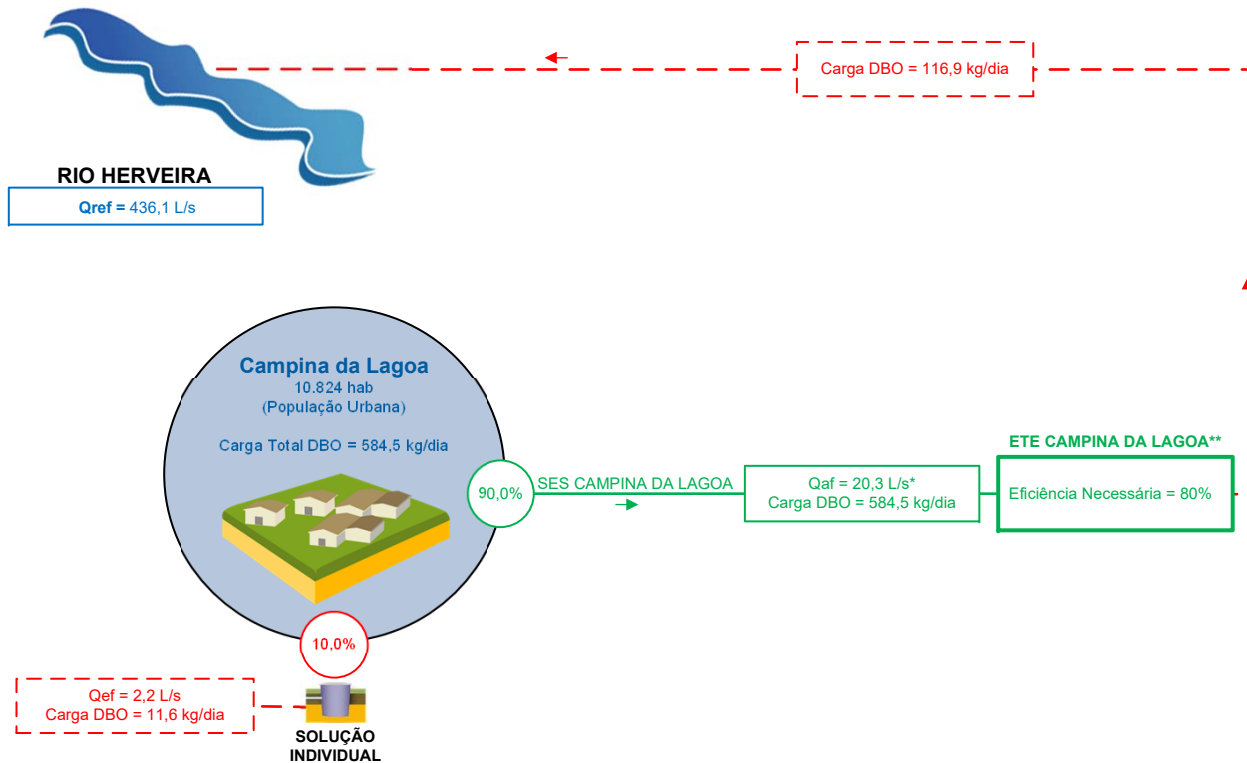 Carga DBO = 116,9 kg/dia
RIO HERVEIRA
Qref = 436,1 L/s
Campina da Lagoa
10.824 hab
(População Urbana)
Carga Total DBO = 584,5 kg/dia
90,0%
SES CAMPINA DA LAGOA
Qaf = 20,3 L/s*
Carga DBO = 584,5 kg/dia
ETE CAMPINA DA LAGOA**
Eficiência Necessária = 80%
10,0%
Qef = 2,2 L/s
Carga DBO = 11,6 kg/dia
SOLUÇÃO
INDIVIDUAL